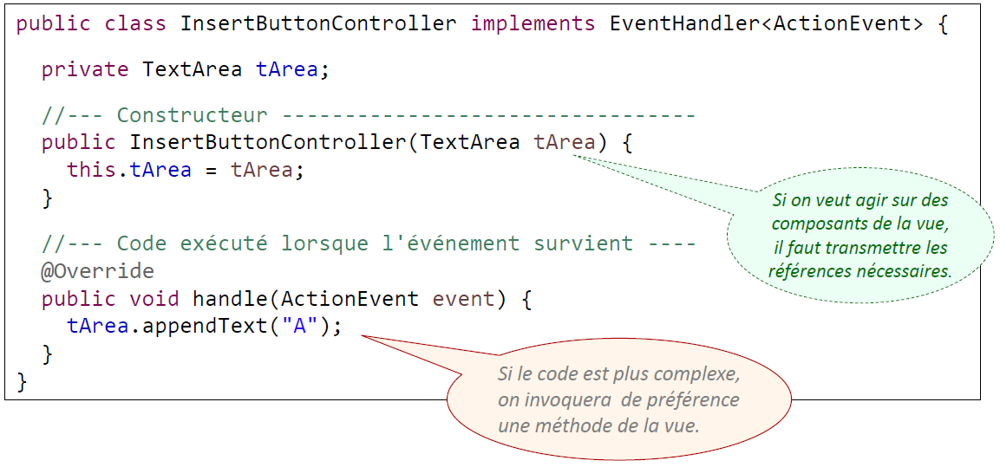 public class InsertButtonController implements EventHandler<ActionEvent> {
private TextArea tArea;
//--- Constructeur ---------------------------------
public InsertButtonController(TextArea tArea) {
this.tArea = tArea;
}
Si on veut agir sur des
composants de la vue,
il faut transmettre les
références nécessaires.
//--- Code exécuté lorsque l'événement survient ----
@Override
public void handle(ActionEvent event) {
tArea.appendText("A");
}
}
Si le code est plus complexe,
on invoquera de préférence
une méthode de la vue.